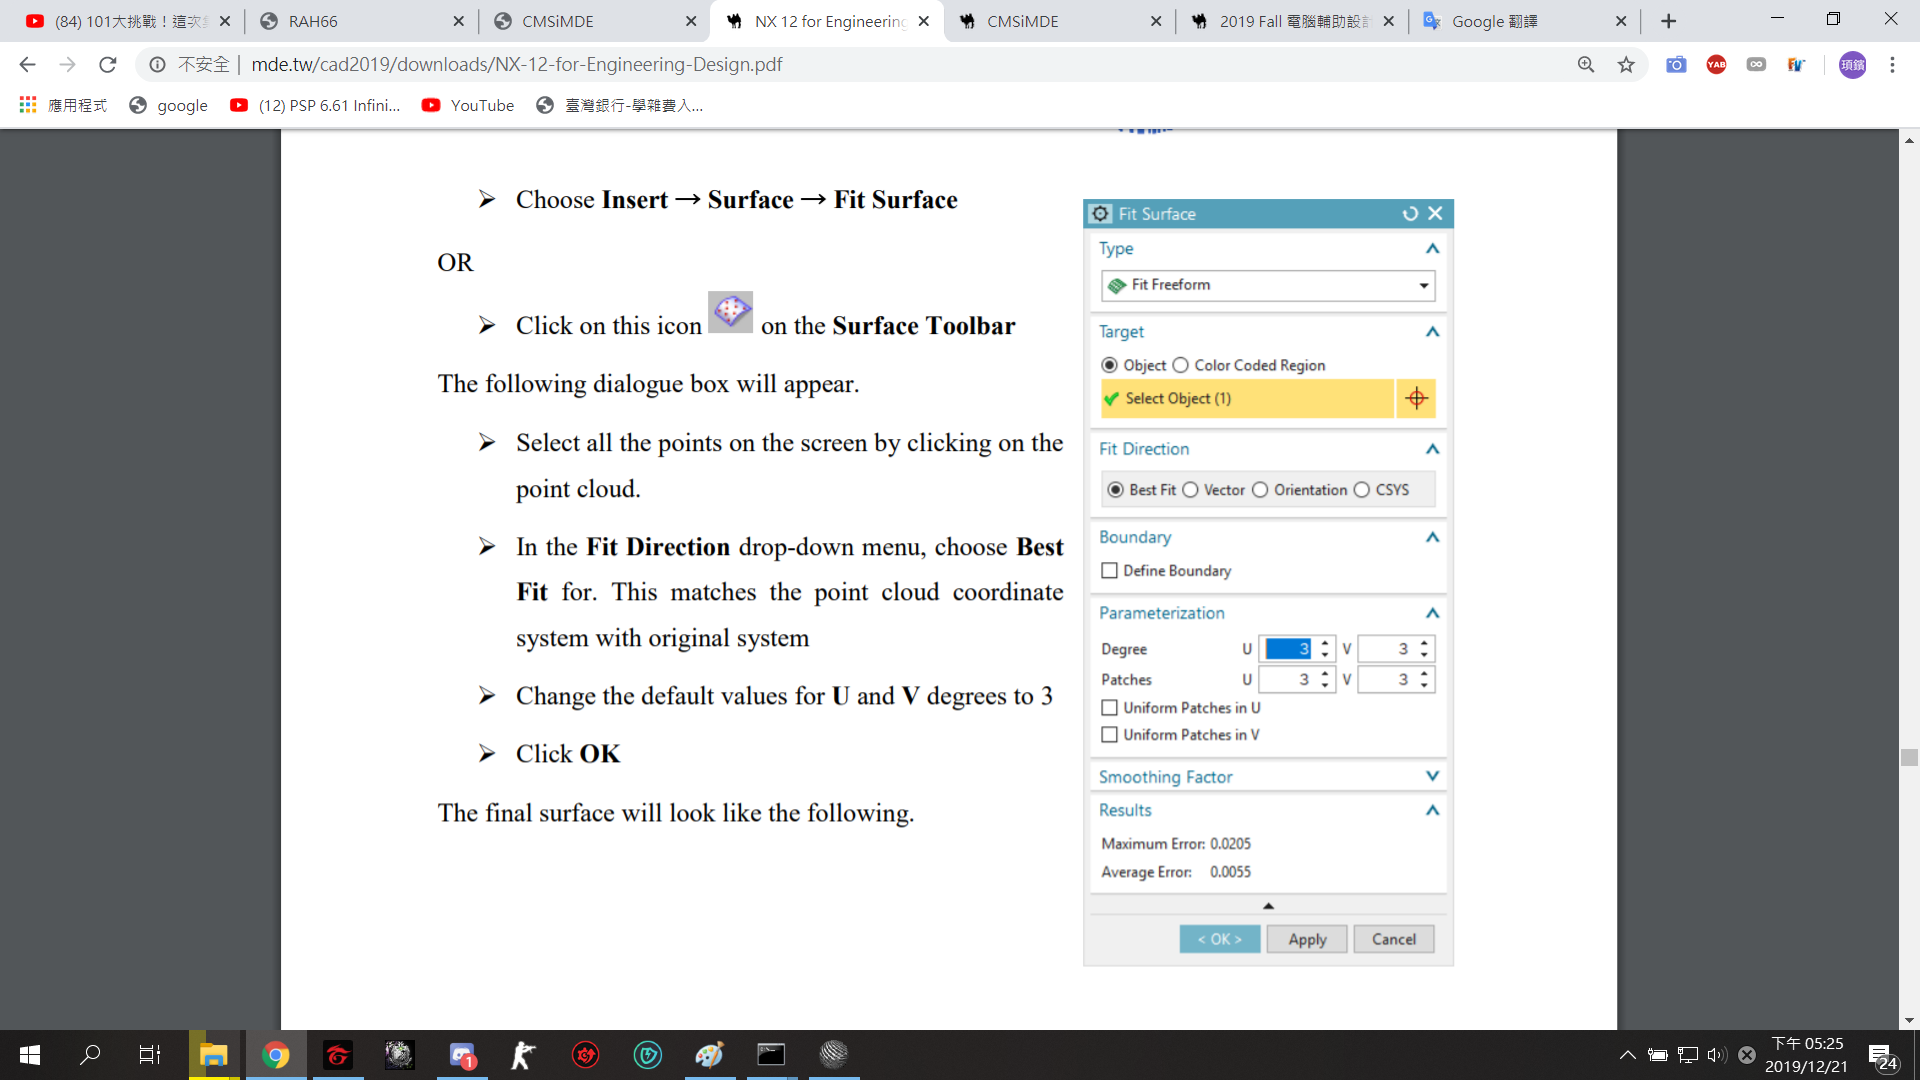 (84) 101大挑戰！這次
RAH66
CMSiMDE
NX 12 for Engineering
CMSiMDE
2019 Fall 電腦輔助設
Google 翻譯
不安全
mde.tw/cad2019/downloads/NX-12-for-Engineering-Design.pdf
YAB
項鑌
應用程式
google
(12) PSP 6.61 Infini...
YouTube
臺灣銀行-學雜費入...
➢ Choose Insert → Surface → Fit Surface
OR
➢ Click on this icon on the Surface Toolbar
The following dialogue box will appear.
➢ Select all the points on the screen by clicking on the
point cloud.
➢ In the Fit Direction drop-down menu, choose Best
Fit for. This matches the point cloud coordinate
system with original system
➢ Change the default values for U and V degrees to 3
➢ Click OK
The final surface will look like the following.
Fit Surface
Type
Fit Freeform
Target
Object Color Coded Region
Select Object (1)
Fit Direction
Best Fit Vector Orientation CSYS
Boundary
Define Boundary
Parameterization
Degree U 3 V 3
Patches U 3 V 3
Uniform Patches in U
Uniform Patches in V
Smoothing Factor
Results
Maximum Error: 0.0205
Average Error: 0.0055
< OK > Apply Cancel
1
下午 05:25
2019/12/21
24